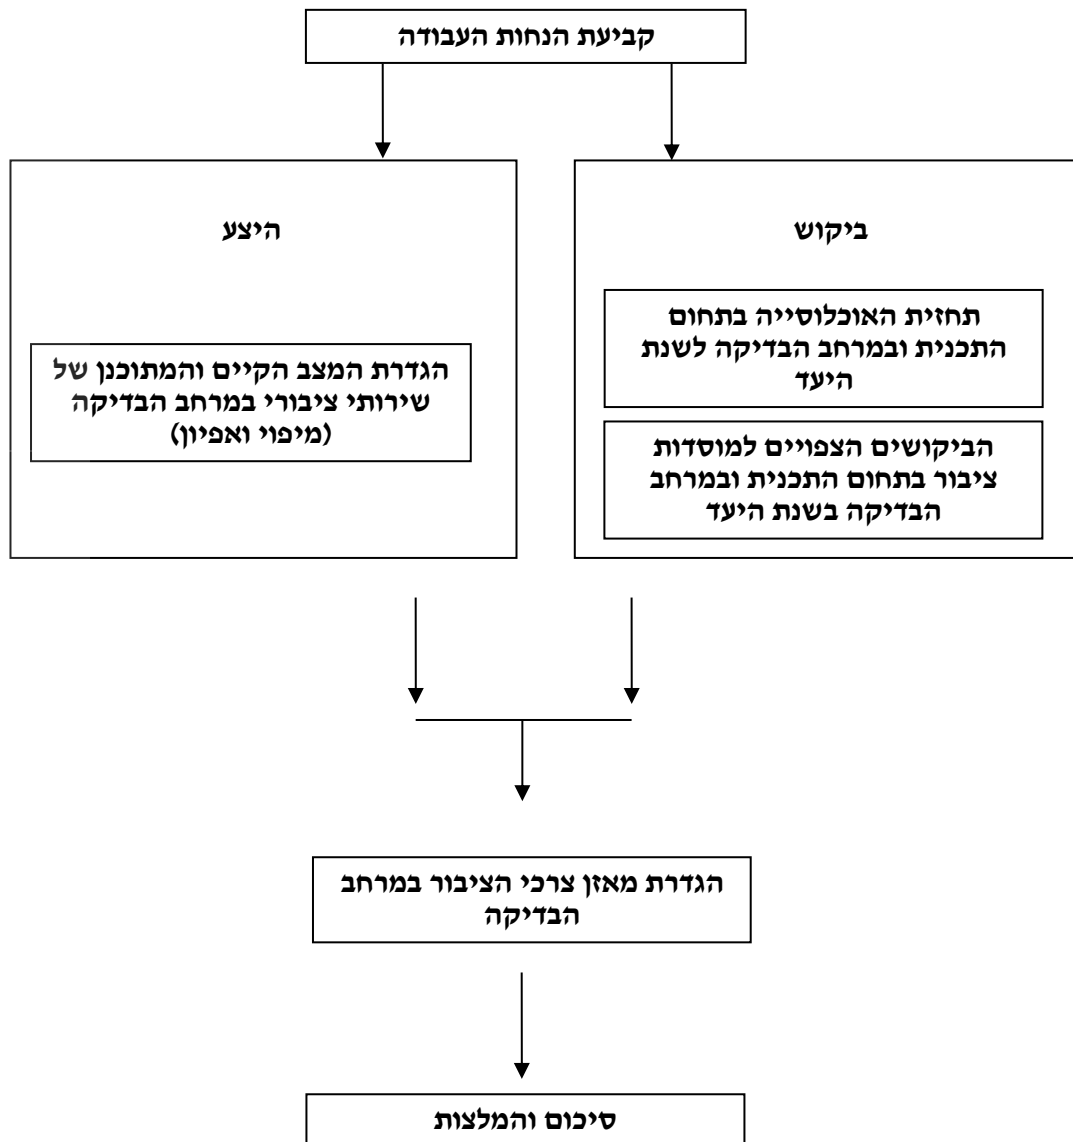 קביעת הנחות העבודה
ביקוש
תחזית האוכלוסייה בתחום
התכנית ובמרחב הבדיקה לשנת
היעד
הביקושים הצפויים למוסדות
ציבור בתחום התכנית ובמרחב
הבדיקה בשנת היעד
היצע
הגדרת המצב הקיים והמתוכנן של
שירותי ציבורי במרחב הבדיקה
(מיפוי ואפיון)
הגדרת מאזן צרכי הציבור במרחב
הבדיקה
סיכום והמלצות